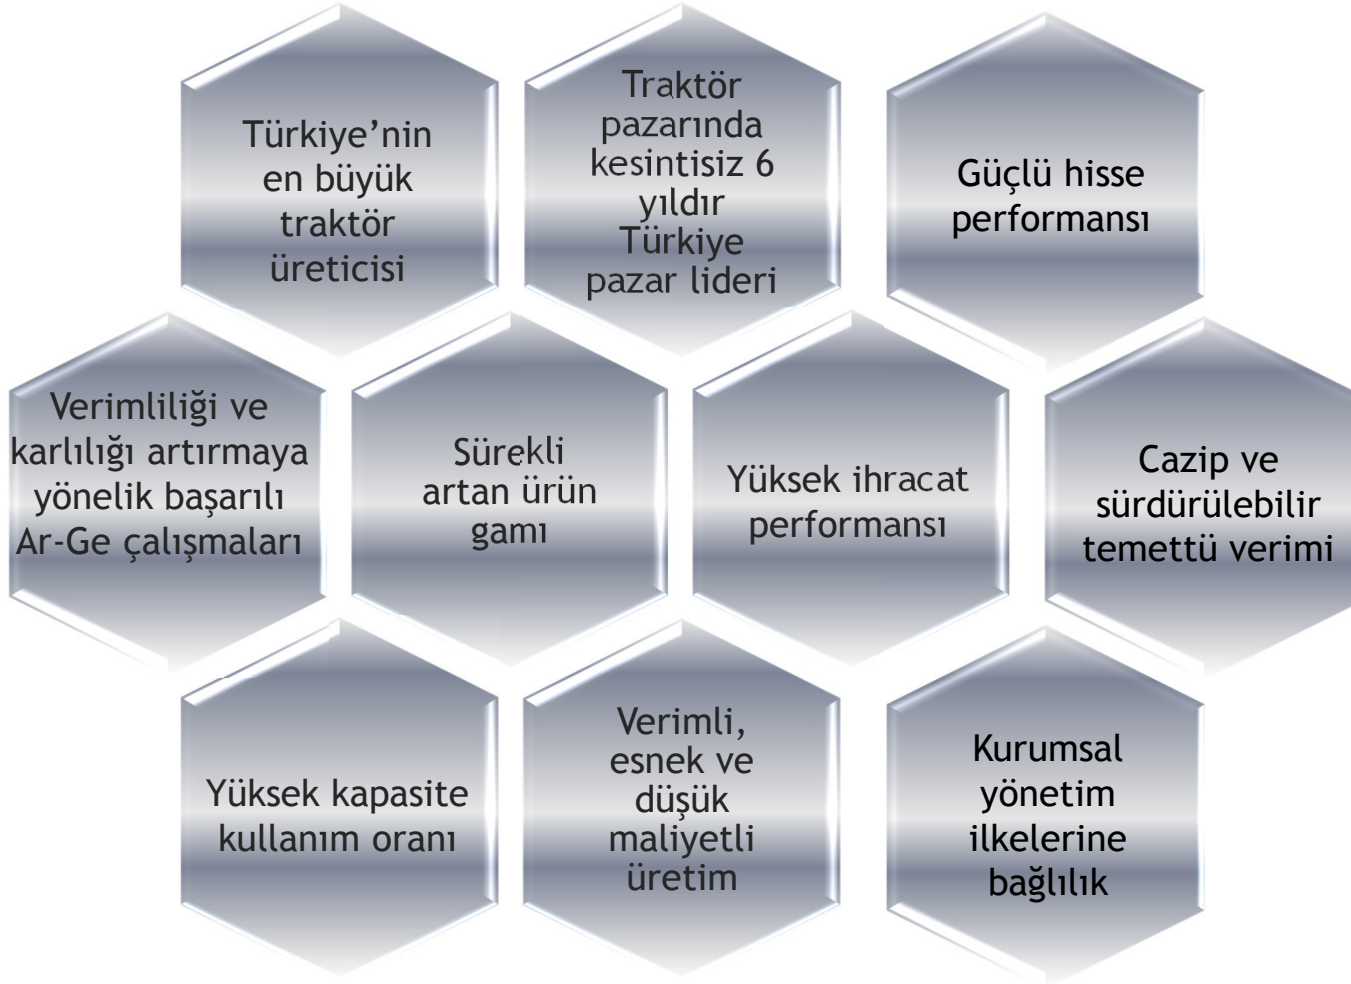 Türkiye’nin
en büyük
traktör
üreticisi
Traktör
pazarında
kesintisiz 6
yıldır
Türkiye
pazar lideri
Güçlü hisse
performansı
Verimliliği ve
karlılığı artırmaya
yönelik başarılı
Ar-Ge çalışmaları
Sürekli
artan ürün
gamı
Yüksek ihracat
performansı
Cazip ve
sürdürülebilir
temettü verimi
Yüksek kapasite
kullanım oranı
Verimli,
esnek ve
düşük
maliyetli
üretim
Kurumsal
yönetim
ilkelerine
bağlılık